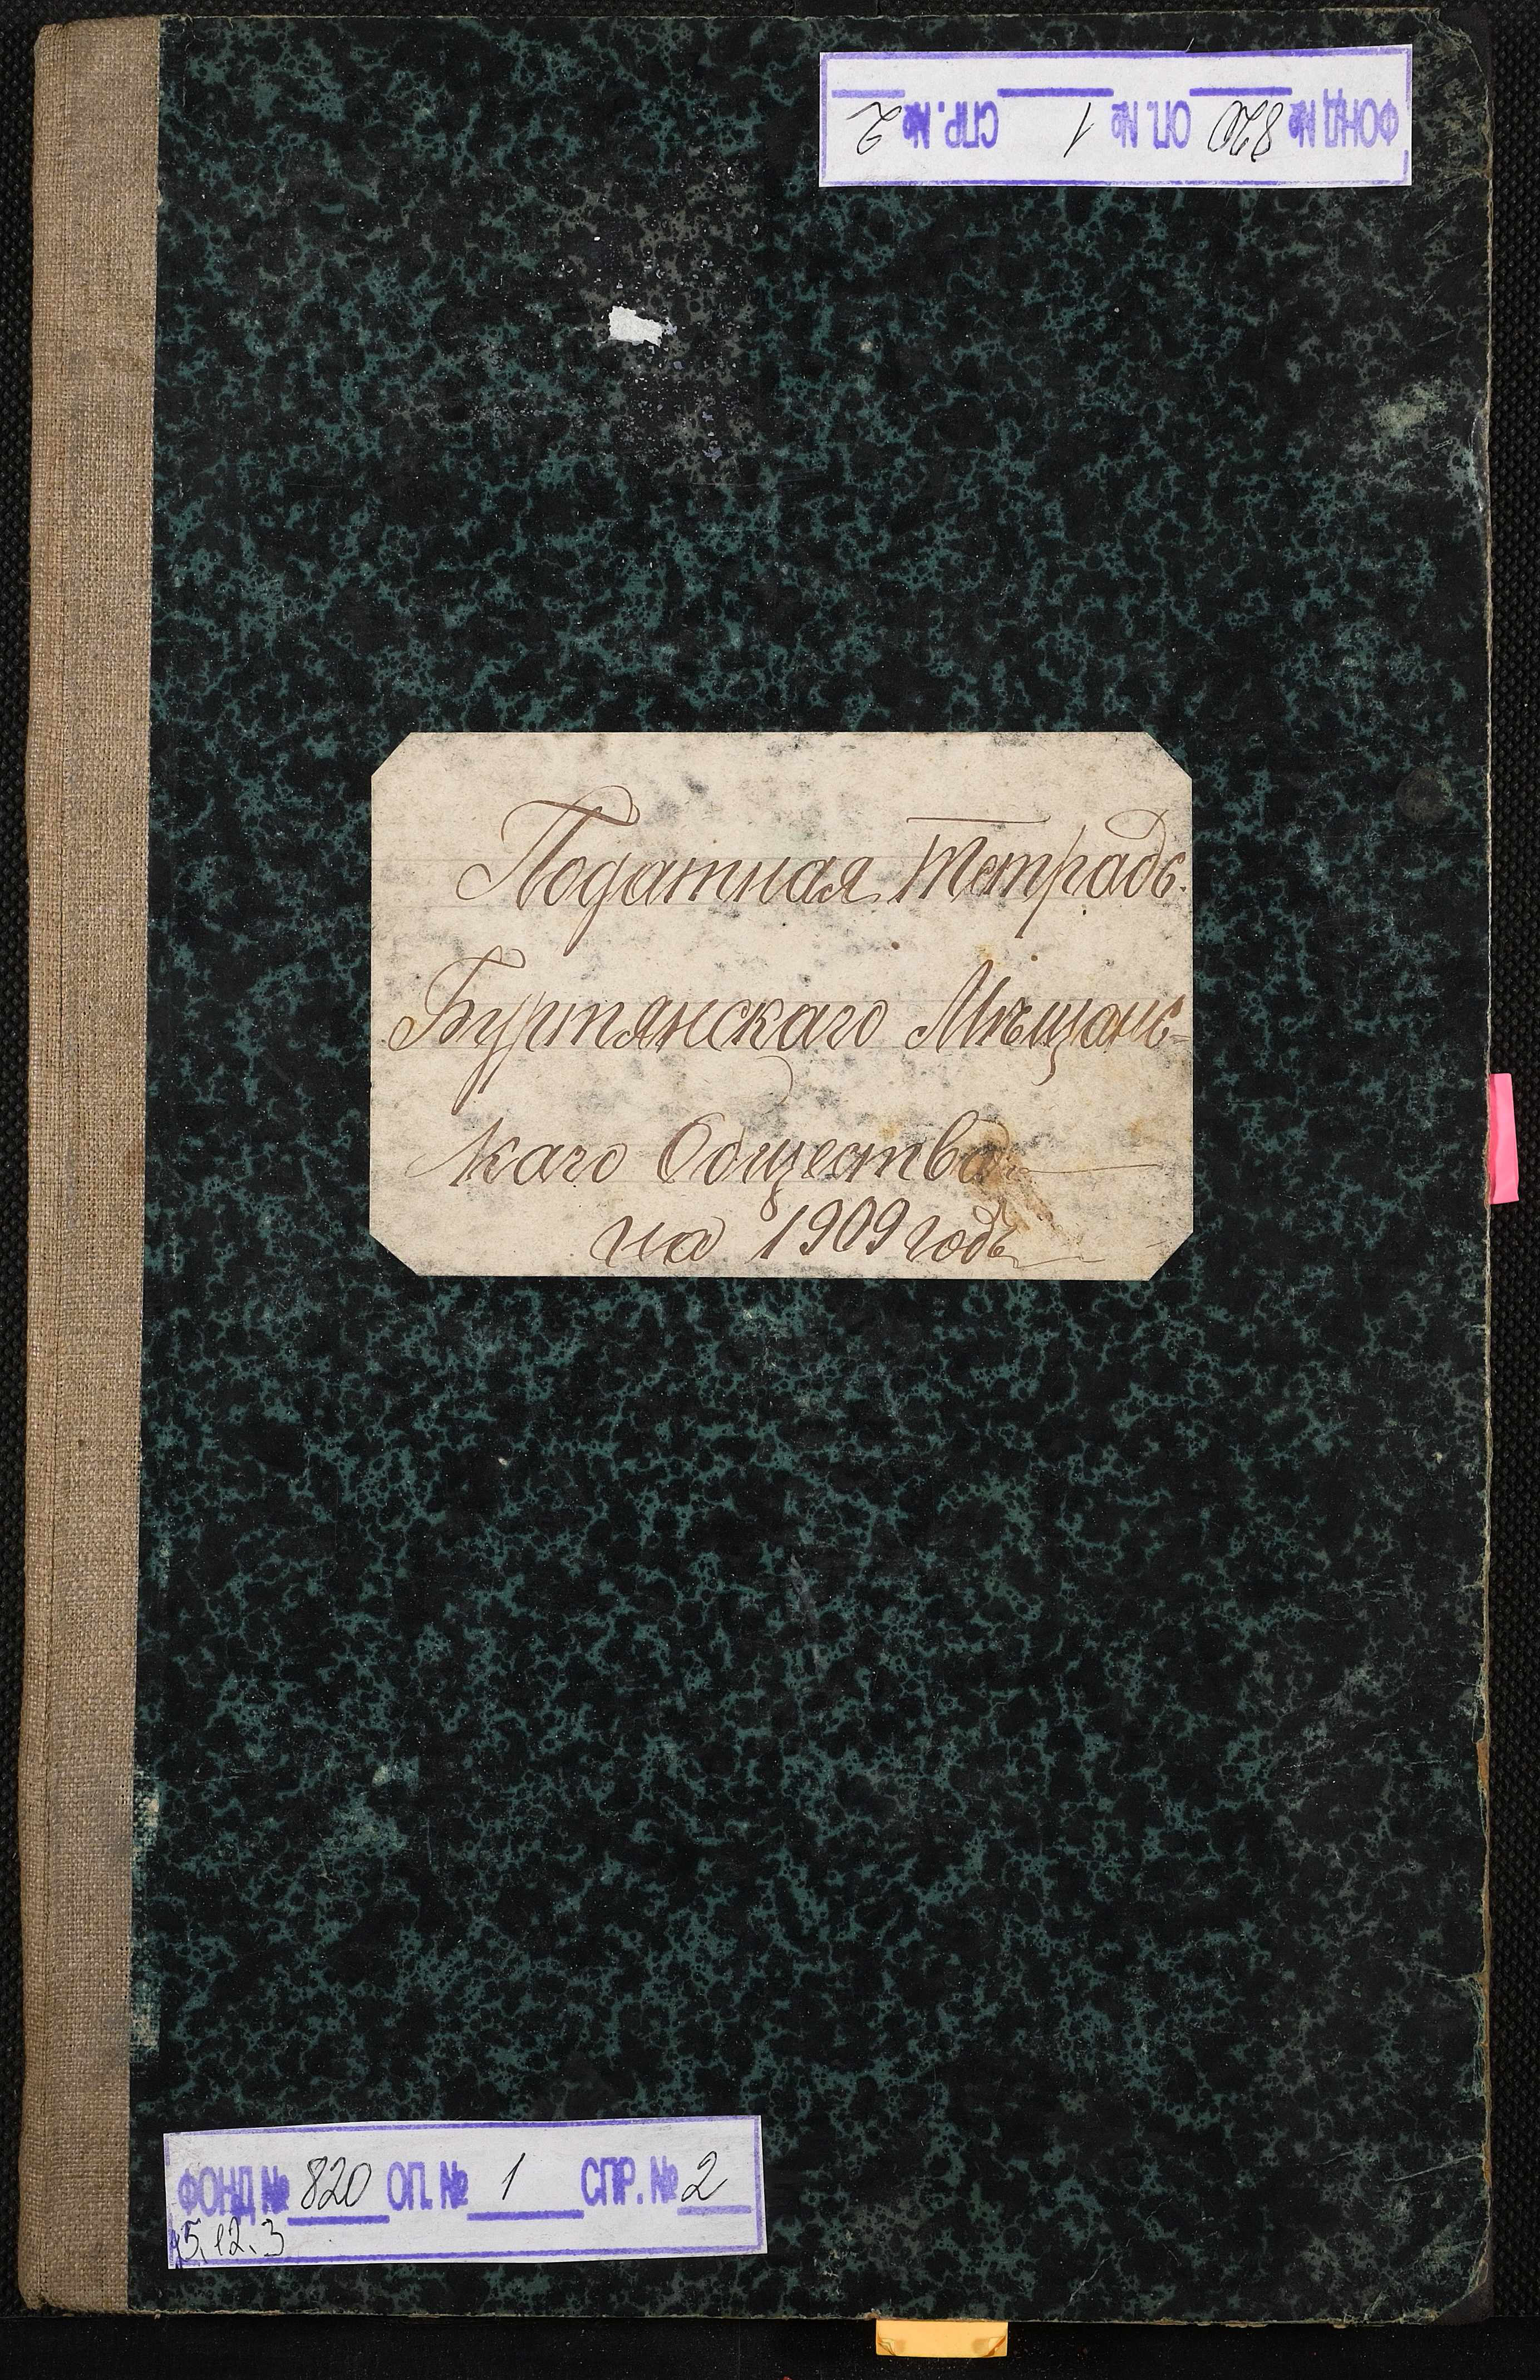 ФОНД № 820 ОП. № 1 СПР. № 2
Податная Тетрадь.
Буртянскаго Мѣщанс-
каго Общества
на 1909 годъ
ФОНД № 820 ОП. № 1 СПР. № 2
5,12.3